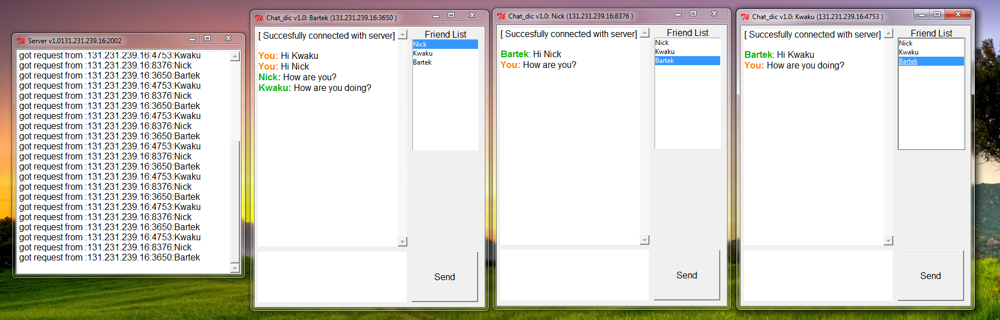 Server v1.0131.231.239.16:2002
got request from :131.231.239.16:4753:Kwaku
got request from :131.231.239.16:8376:Nick
got request from :131.231.239.16:3650:Bartek
got request from :131.231.239.16:4753:Kwaku
got request from :131.231.239.16:8376:Nick
got request from :131.231.239.16:3650:Bartek
got request from :131.231.239.16:4753:Kwaku
got request from :131.231.239.16:8376:Nick
got request from :131.231.239.16:3650:Bartek
got request from :131.231.239.16:4753:Kwaku
got request from :131.231.239.16:8376:Nick
got request from :131.231.239.16:3650:Bartek
got request from :131.231.239.16:4753:Kwaku
got request from :131.231.239.16:8376:Nick
got request from :131.231.239.16:3650:Bartek
got request from :131.231.239.16:4753:Kwaku
got request from :131.231.239.16:8376:Nick
got request from :131.231.239.16:3650:Bartek
got request from :131.231.239.16:4753:Kwaku
got request from :131.231.239.16:8376:Nick
got request from :131.231.239.16:3650:Bartek
Chat_dic v1.0: Bartek (131.231.239.16:3650 )
[ Succesfully connected with server]
You: Hi Kwaku
You: Hi Nick
Nick: How are you?
Kwaku: How are you doing?
Friend List
Nick
Kwaku
Bartek
Send
Chat_dic v1.0: Nick (131.231.239.16:8376 )
[ Succesfully connected with server]
Bartek: Hi Nick
You: How are you?
Friend List
Nick
Kwaku
Bartek
Send
Chat_dic v1.0: Kwaku (131.231.239.16:4753 )
[ Succesfully connected with server]
Bartek: Hi Kwaku
You: How are you doing?
Friend List
Nick
Kwaku
Bartek
Send